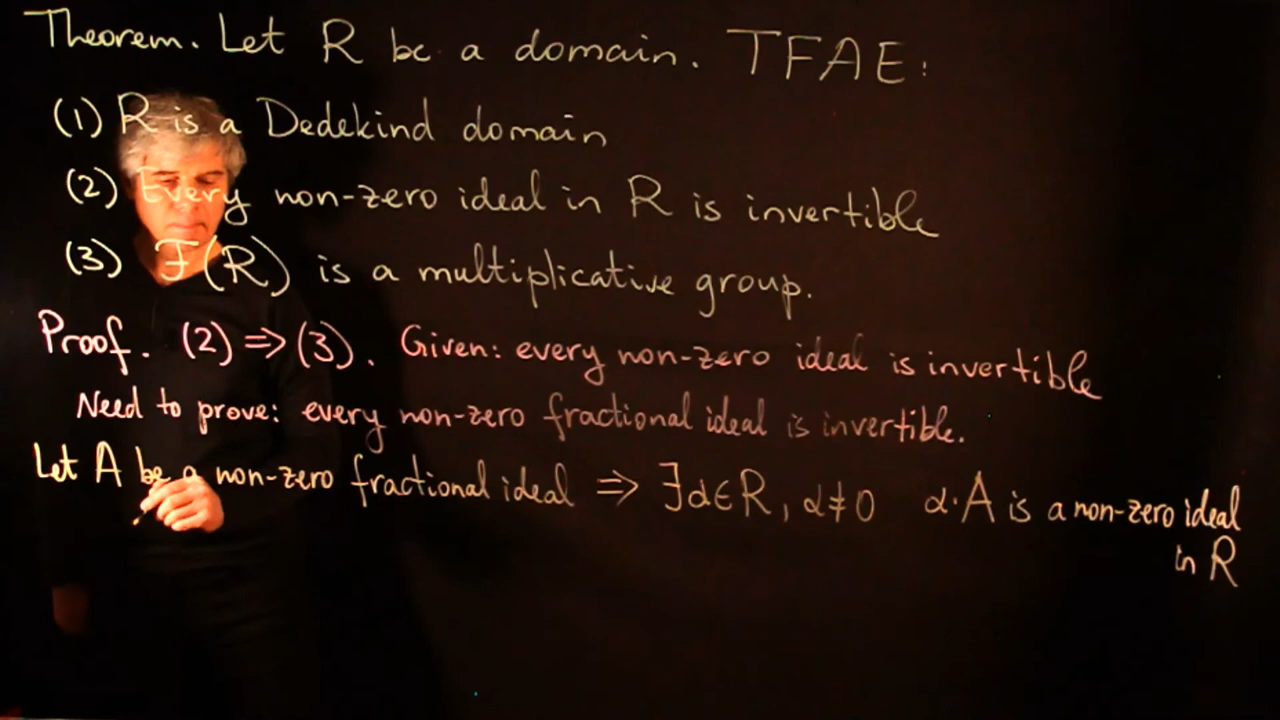 Theorem. Let R be a domain. TFAE:
(1) R is a Dedekind domain
(2) Every non-zero ideal in R is invertible
(3) F(R) is a multiplicative group.
Proof. (2) ⇒ (3). Given: every non-zero ideal is invertible
Need to prove: every non-zero fractional ideal is invertible.
Let A be a non-zero fractional ideal ⇒ ∃α∈R, α≠0 α·A is a non-zero ideal
in R